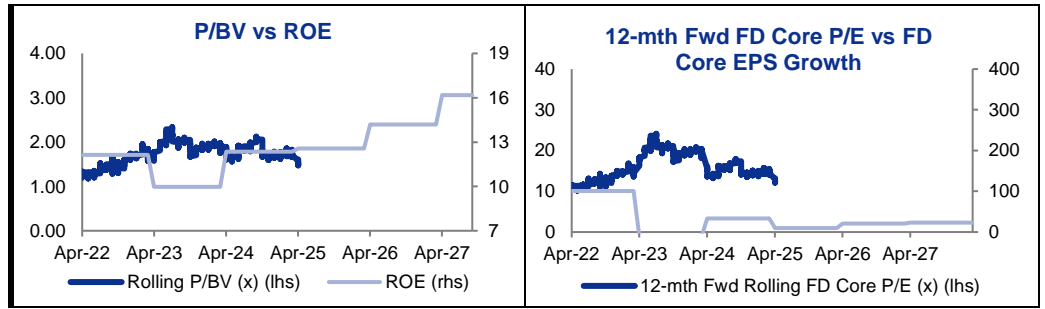 P/BV vs ROE
4.00
3.00
2.00
1.00
0.00
19
16
13
10
7
Apr-22 Apr-23 Apr-24 Apr-25 Apr-26 Apr-27
Rolling P/BV (x) (lhs) ROE (rhs)
12-mth Fwd FD Core P/E vs FD
Core EPS Growth
40
30
20
10
0
400
300
200
100
0
Apr-22 Apr-23 Apr-24 Apr-25 Apr-26 Apr-27
12-mth Fwd Rolling FD Core P/E (x) (lhs)